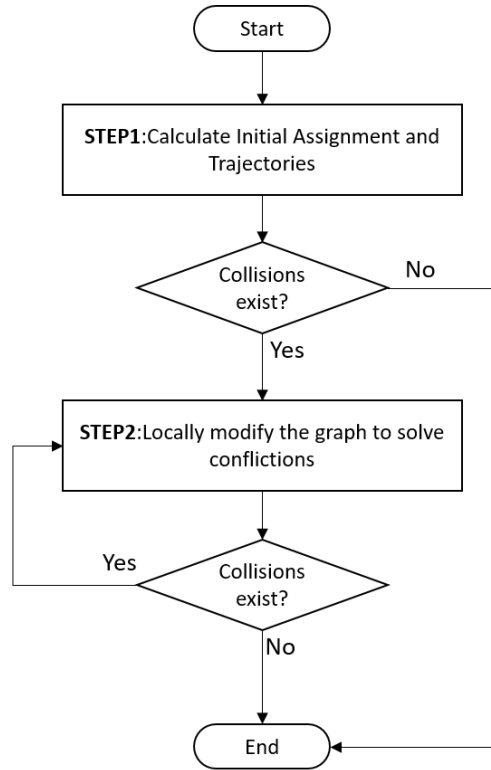 Start
STEP1:Calculate Initial Assignment and
Trajectories
Collisions
exist?
No
Yes
STEP2:Locally modify the graph to solve
conflictions
Yes
Collisions
exist?
No
End